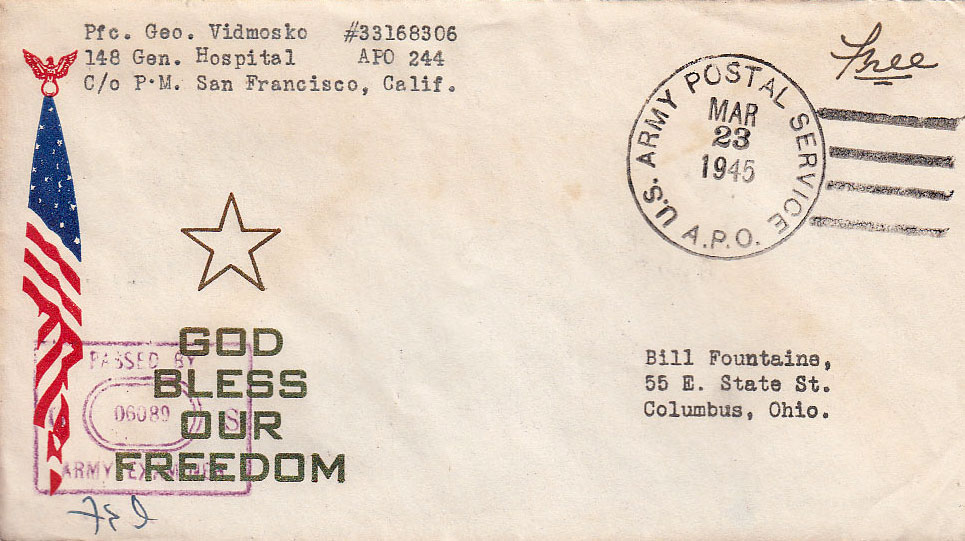 Pfc. Geo. Vidmosko #33168306
148 Gen. Hospital APO 244
C/o P.M. San Francisco, Calif.
Free
U.S. ARMY POSTAL SERVICE
MAR
23
1945
A.P.O.
GOD
BLESS
OUR
FREEDOM
PASSED BY
06089 S
ARMY EXAMINER
Bill Fountaine,
55 E. State St.
Columbus, Ohio.